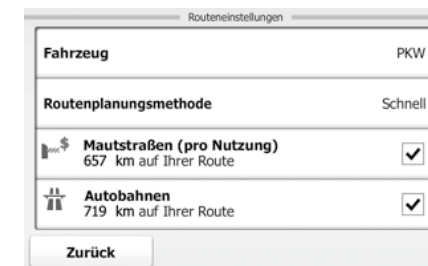 Routeneinstellungen
Fahrzeug PKW
Routenplanungsmethode Schnell
$ Mautstraßen (pro Nutzung)
657 km auf Ihrer Route
Autobahnen
719 km auf Ihrer Route
Zurück